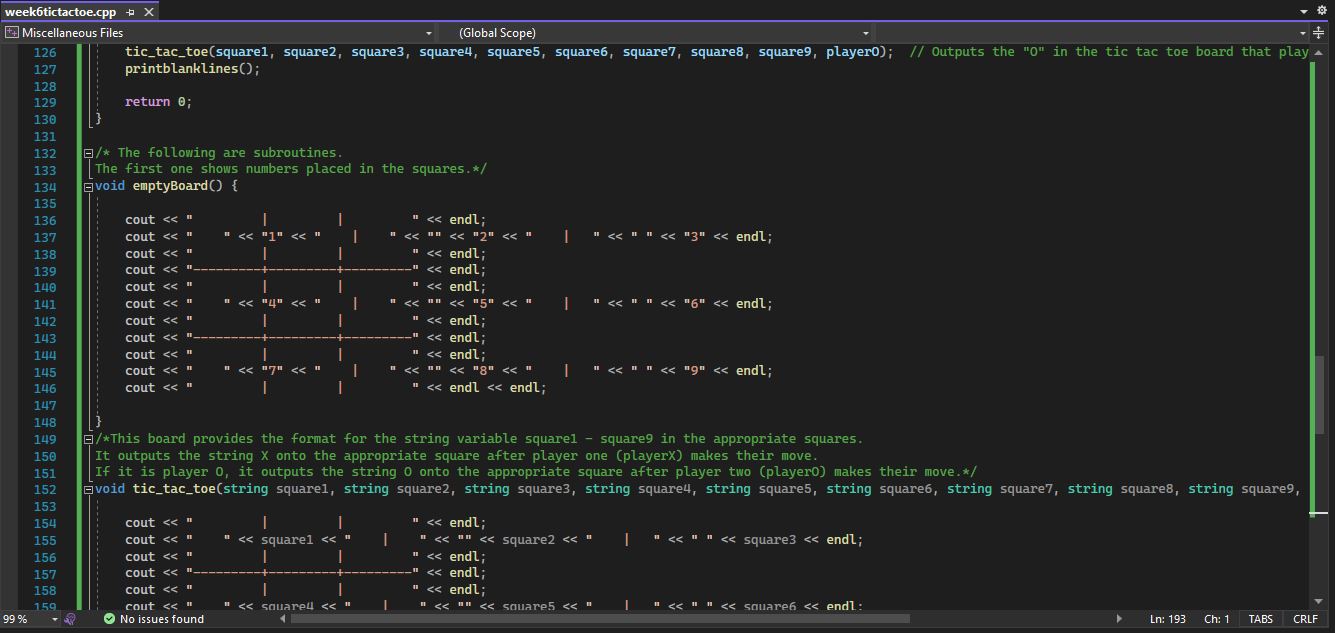 week6tictactoe.cpp
Miscellaneous Files (Global Scope)
126 tic_tac_toe(square1, square2, square3, square4, square5, square6, square7, square8, square9, playerO); // Outputs the "O" in the tic tac toe board that play
127 printblanklines();
128
129 return 0;
130 }
131
132 /* The following are subroutines.
133 The first one shows numbers placed in the squares.*/
134 void emptyBoard() {
135
136 cout << "         |         |         " << endl;
137 cout << "    " << "1" << "    |    " << "" << "2" << "    |   " << " " << "3" << endl;
138 cout << "         |         |         " << endl;
139 cout << "---------+---------+---------" << endl;
140 cout << "         |         |         " << endl;
141 cout << "    " << "4" << "    |    " << "" << "5" << "    |   " << " " << "6" << endl;
142 cout << "         |         |         " << endl;
143 cout << "---------+---------+---------" << endl;
144 cout << "         |         |         " << endl;
145 cout << "    " << "7" << "    |    " << "" << "8" << "    |   " << " " << "9" << endl;
146 cout << "         |         |         " << endl << endl;
147
148 }
149 /*This board provides the format for the string variable square1 - square9 in the appropriate squares.
150 It outputs the string X onto the appropriate square after player one (playerX) makes their move.
151 If it is player O, it outputs the string O onto the appropriate square after player two (playerO) makes their move.*/
152 void tic_tac_toe(string square1, string square2, string square3, string square4, string square5, string square6, string square7, string square8, string square9,
153
154 cout << "         |         |         " << endl;
155 cout << "    " << square1 << "    |    " << "" << square2 << "    |   " << " " << square3 << endl;
156 cout << "         |         |         " << endl;
157 cout << "---------+---------+---------" << endl;
158 cout << "         |         |         " << endl;
159 cout << "    " << square4 << "    |    " << "" << square5 << "    |   " << " " << square6 << endl;
99 % No issues found Ln: 193 Ch: 1 TABS CRLF